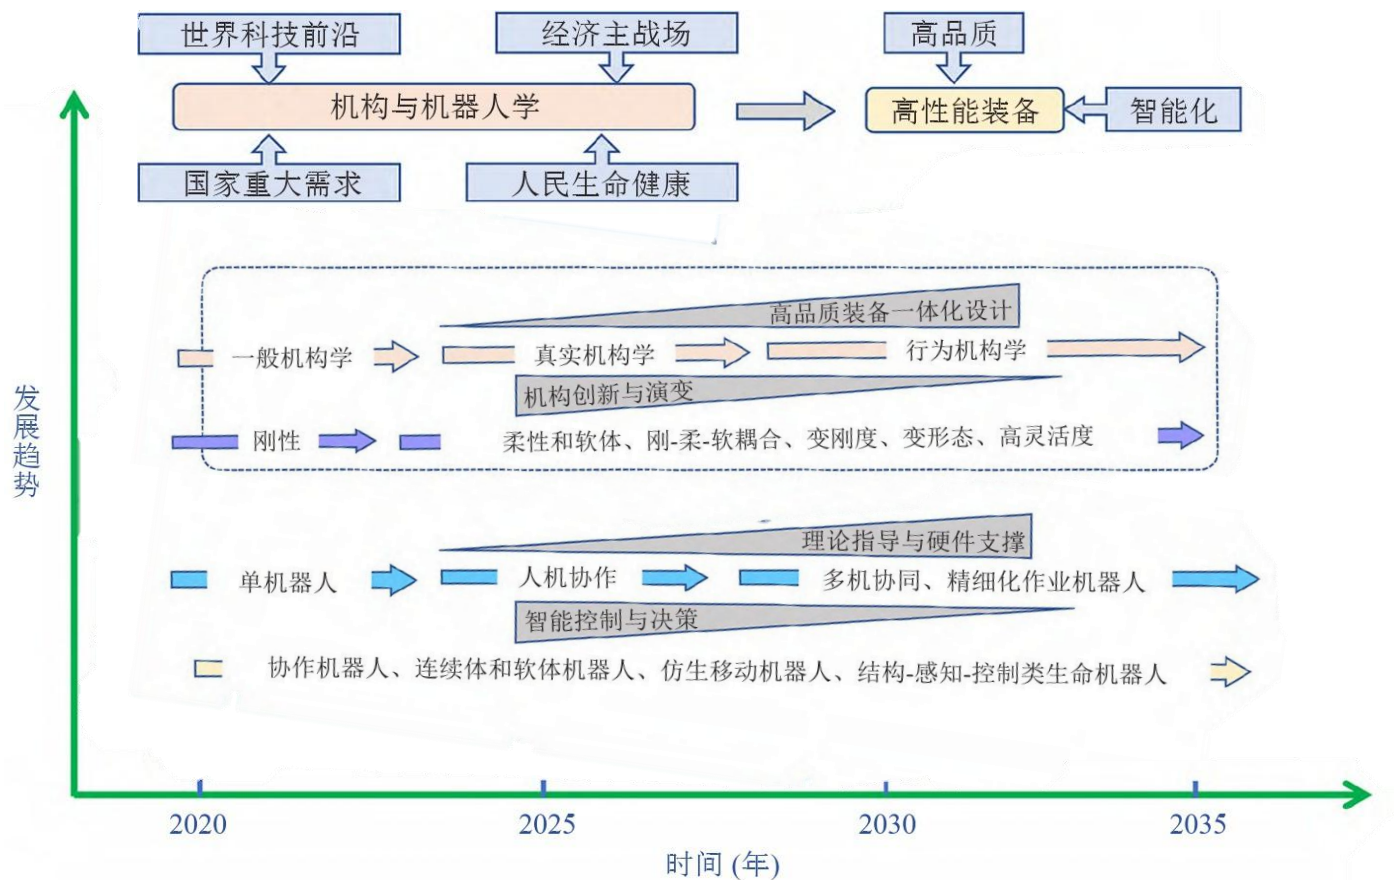 世界科技前沿
经济主战场
高品质
机构与机器人学
高性能装备
智能化
国家重大需求
人民生命健康
高品质装备一体化设计
一般机构学
真实机构学
行为机构学
机构创新与演变
刚性
柔性和软体、刚-柔-软耦合、变刚度、变形态、高灵活度
发展趋势
理论指导与硬件支撑
单机器人
人机协作
多机协同、精细化作业机器人
智能控制与决策
协作机器人、连续体和软体机器人、仿生移动机器人、结构-感知-控制类生命机器人
2020
2025
2030
2035
时间 (年)